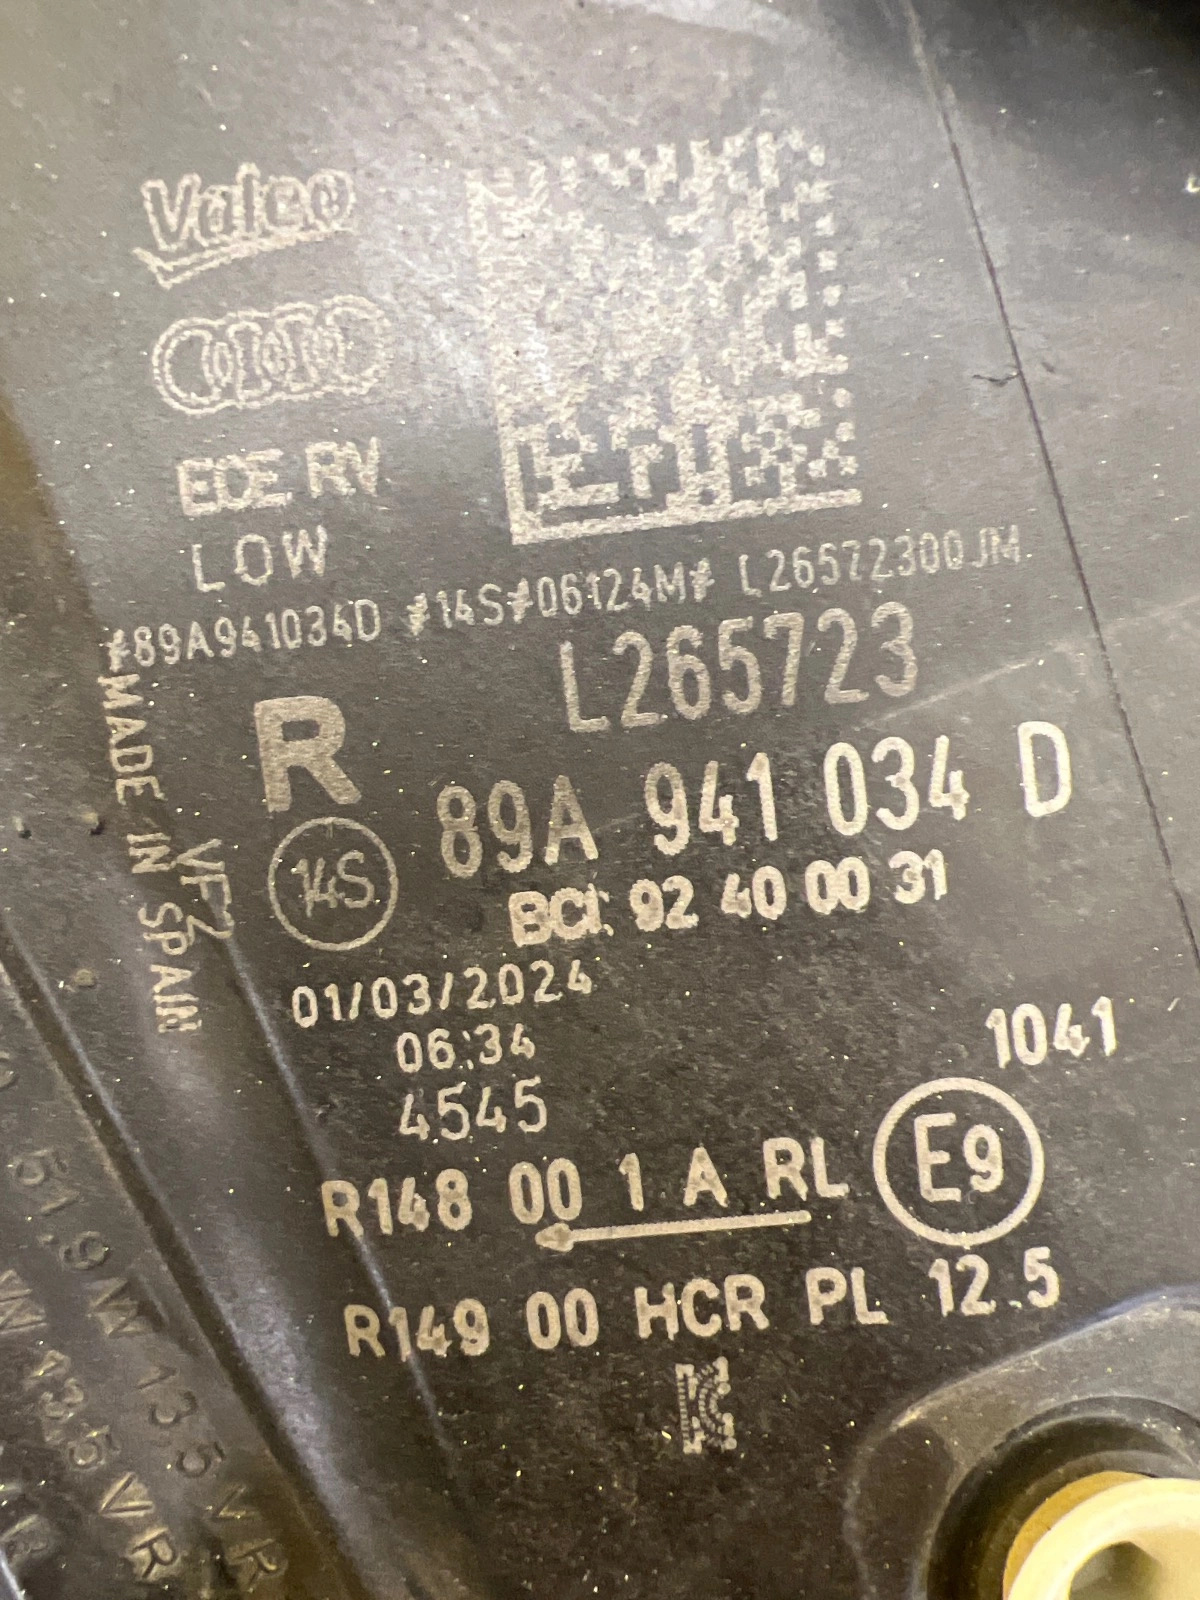 Valeo
ECE RV
LOW
#89A941034D #14S#06124M# L26572300JM
L265723
R
89A 941 034 D
14S
BCI: 92 40 00 31
MADE IN SPAIN
VF2
01/03/2024
06:34
4545
1041
R148 00 1 A RL
E9
R149 00 HCR PL 12.5